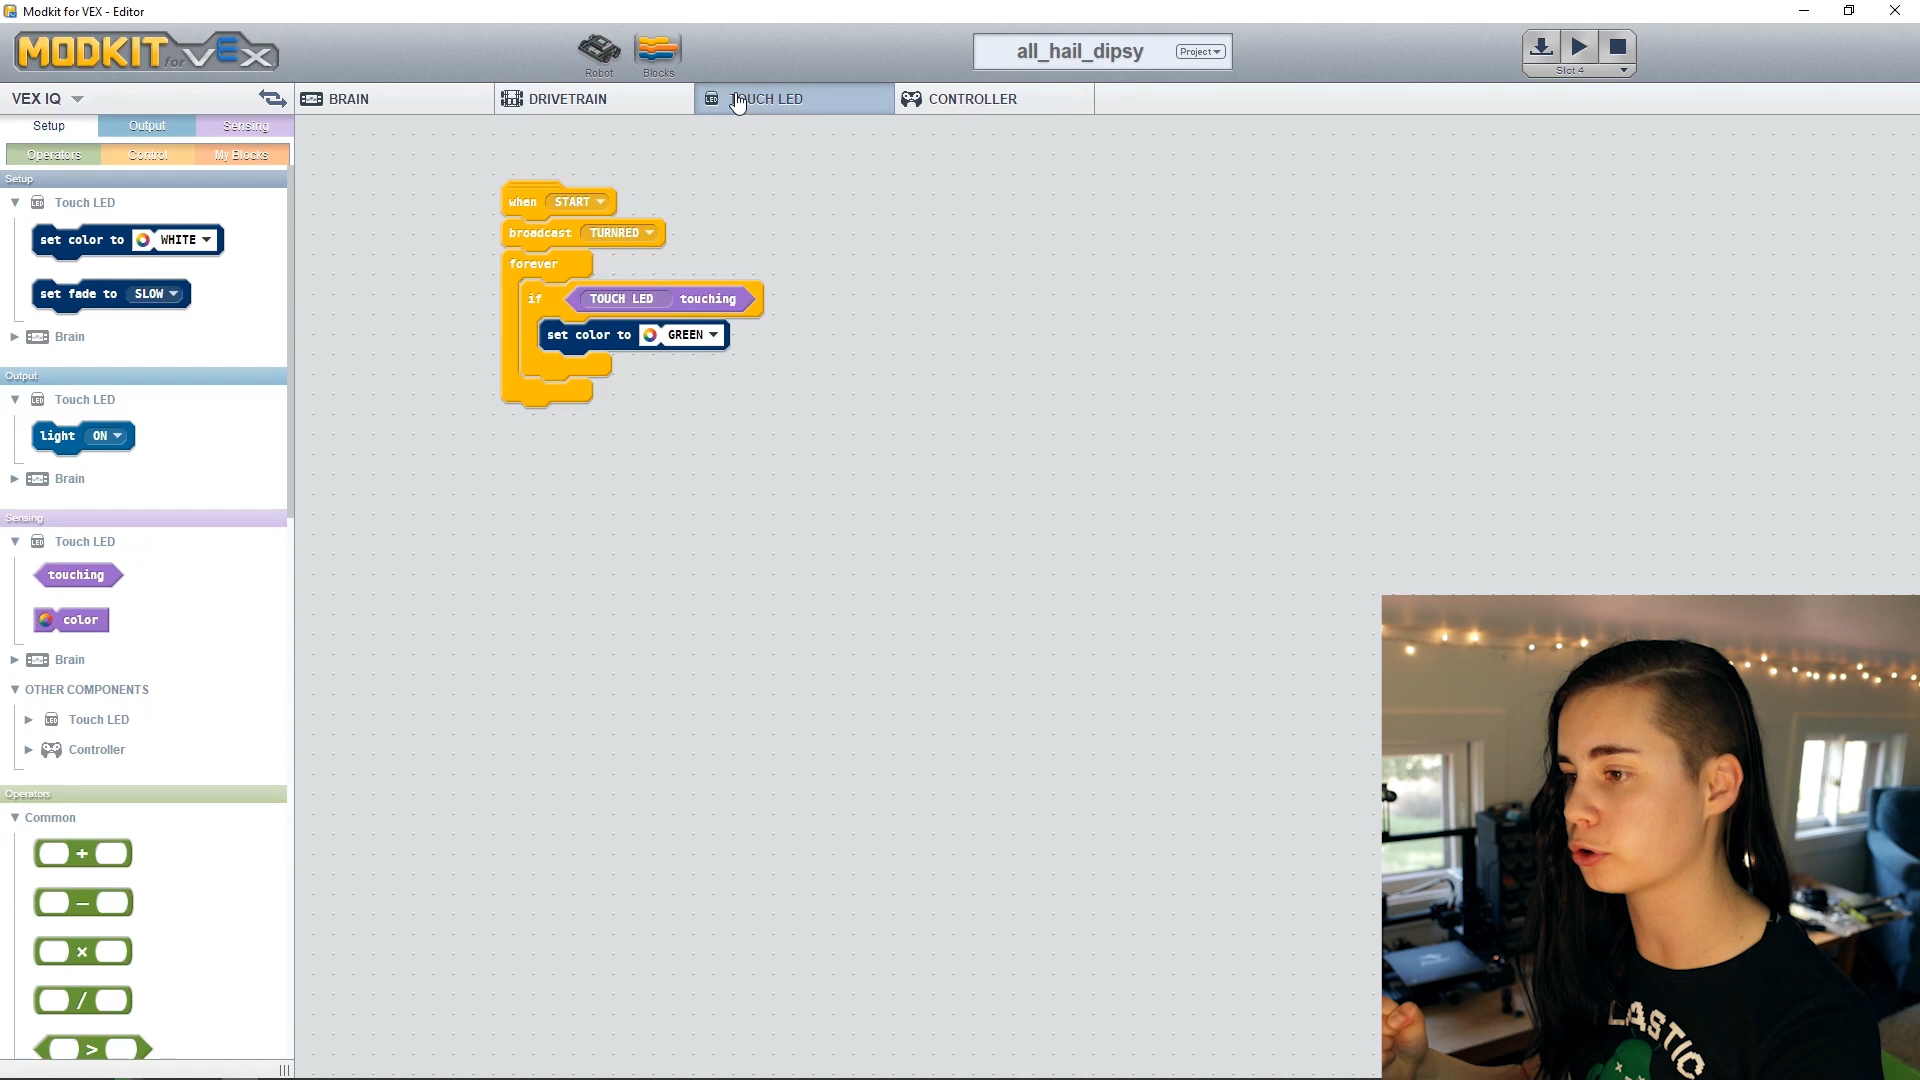 Modkit for VEX - Editor
MODKIT for VEX
Robot
Blocks
all_hail_dipsy
Project
Slot 4
VEX IQ
BRAIN
DRIVETRAIN
TOUCH LED
CONTROLLER
Setup
Output
Sensing
Operators
Control
My Blocks
Setup
Touch LED
set color to WHITE
set fade to SLOW
Brain
Output
Touch LED
light ON
Brain
Sensing
Touch LED
touching
color
Brain
OTHER COMPONENTS
Touch LED
Controller
Operators
Common
+
−
×
/
>
when START
broadcast TURNRED
forever
if TOUCH LED touching
set color to GREEN
LASTIC